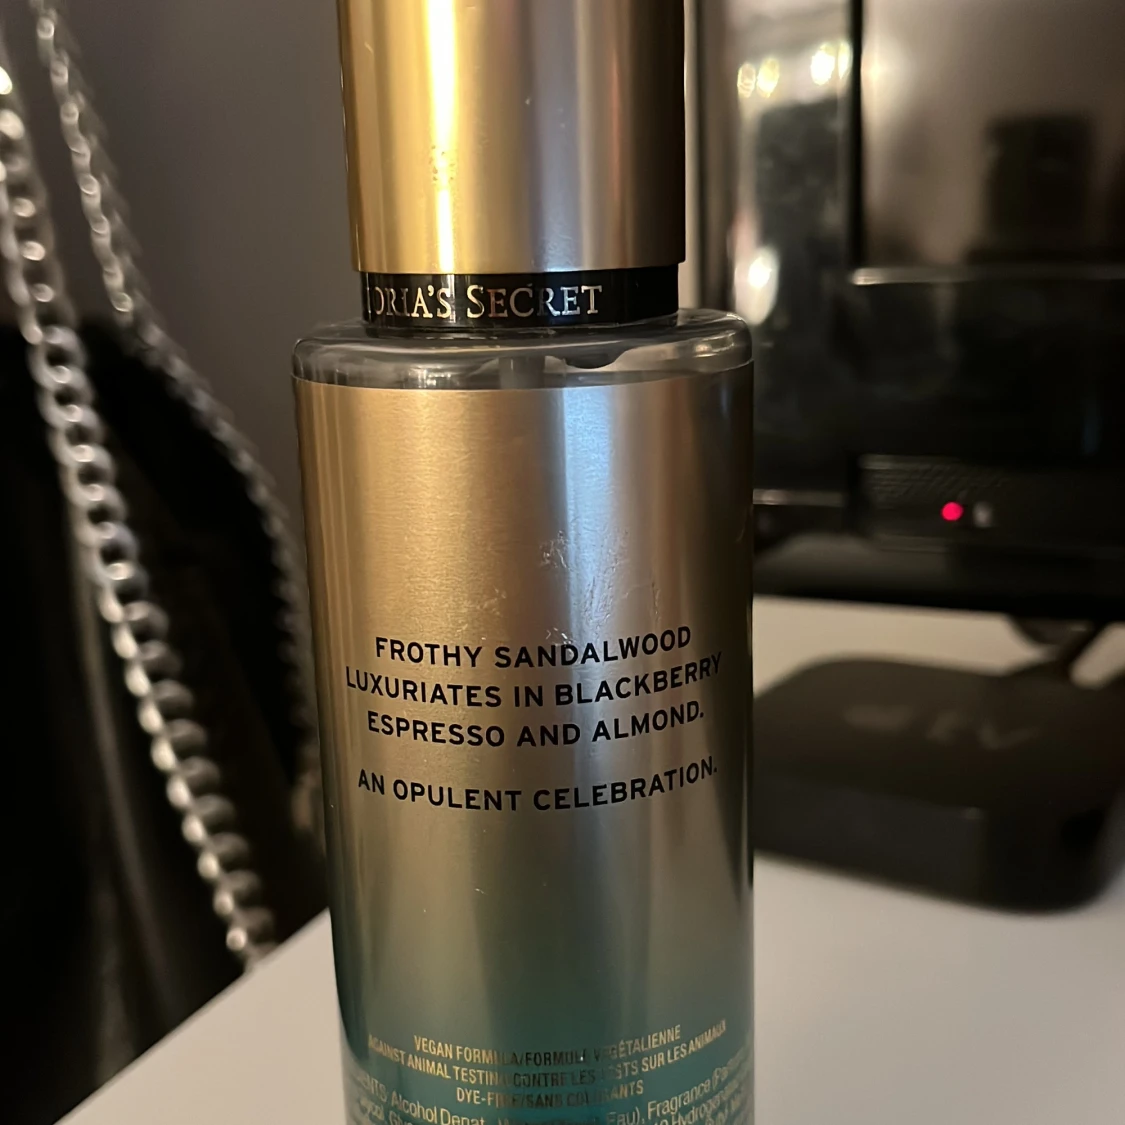 ORIA'S SECRET
FROTHY SANDALWOOD
LUXURIATES IN BLACKBERRY
ESPRESSO AND ALMOND.
AN OPULENT CELEBRATION.
VEGAN FORMULA/FORMULE VÉGÉTALIENNE
AGAINST ANIMAL TESTING/CONTRE LES TESTS SUR LES ANIMAUX
DYE-FREE/SANS COLORANTS
Alcohol Denat., Fragrance
tv